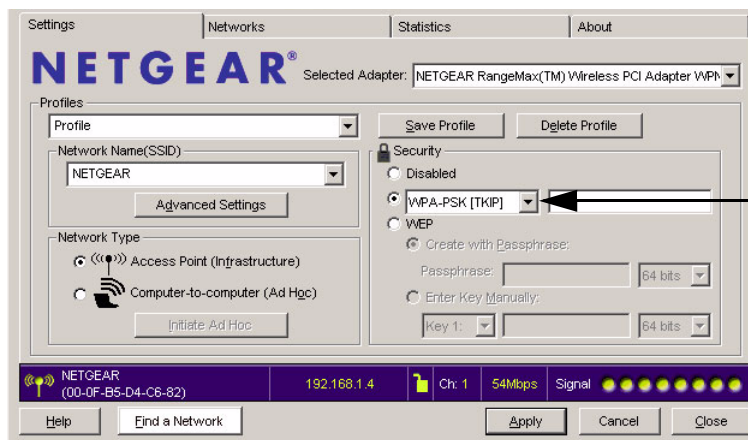 Settings Networks Statistics About
NETGEAR® Selected Adapter: NETGEAR RangeMax(TM) Wireless PCI Adapter WPN
Profiles
Profile Save Profile Delete Profile
Network Name(SSID)
NETGEAR
Advanced Settings
Network Type
Access Point (Infrastructure)
Computer-to-computer (Ad Hoc)
Initiate Ad Hoc
Security
Disabled
WPA-PSK [TKIP]
WEP
Create with Passphrase:
Passphrase: 64 bits
Enter Key Manually:
Key 1: 64 bits
NETGEAR
(00-0F-B5-D4-C6-82) 192.168.1.4 Ch: 1 54Mbps Signal
Help Find a Network Apply Cancel Close